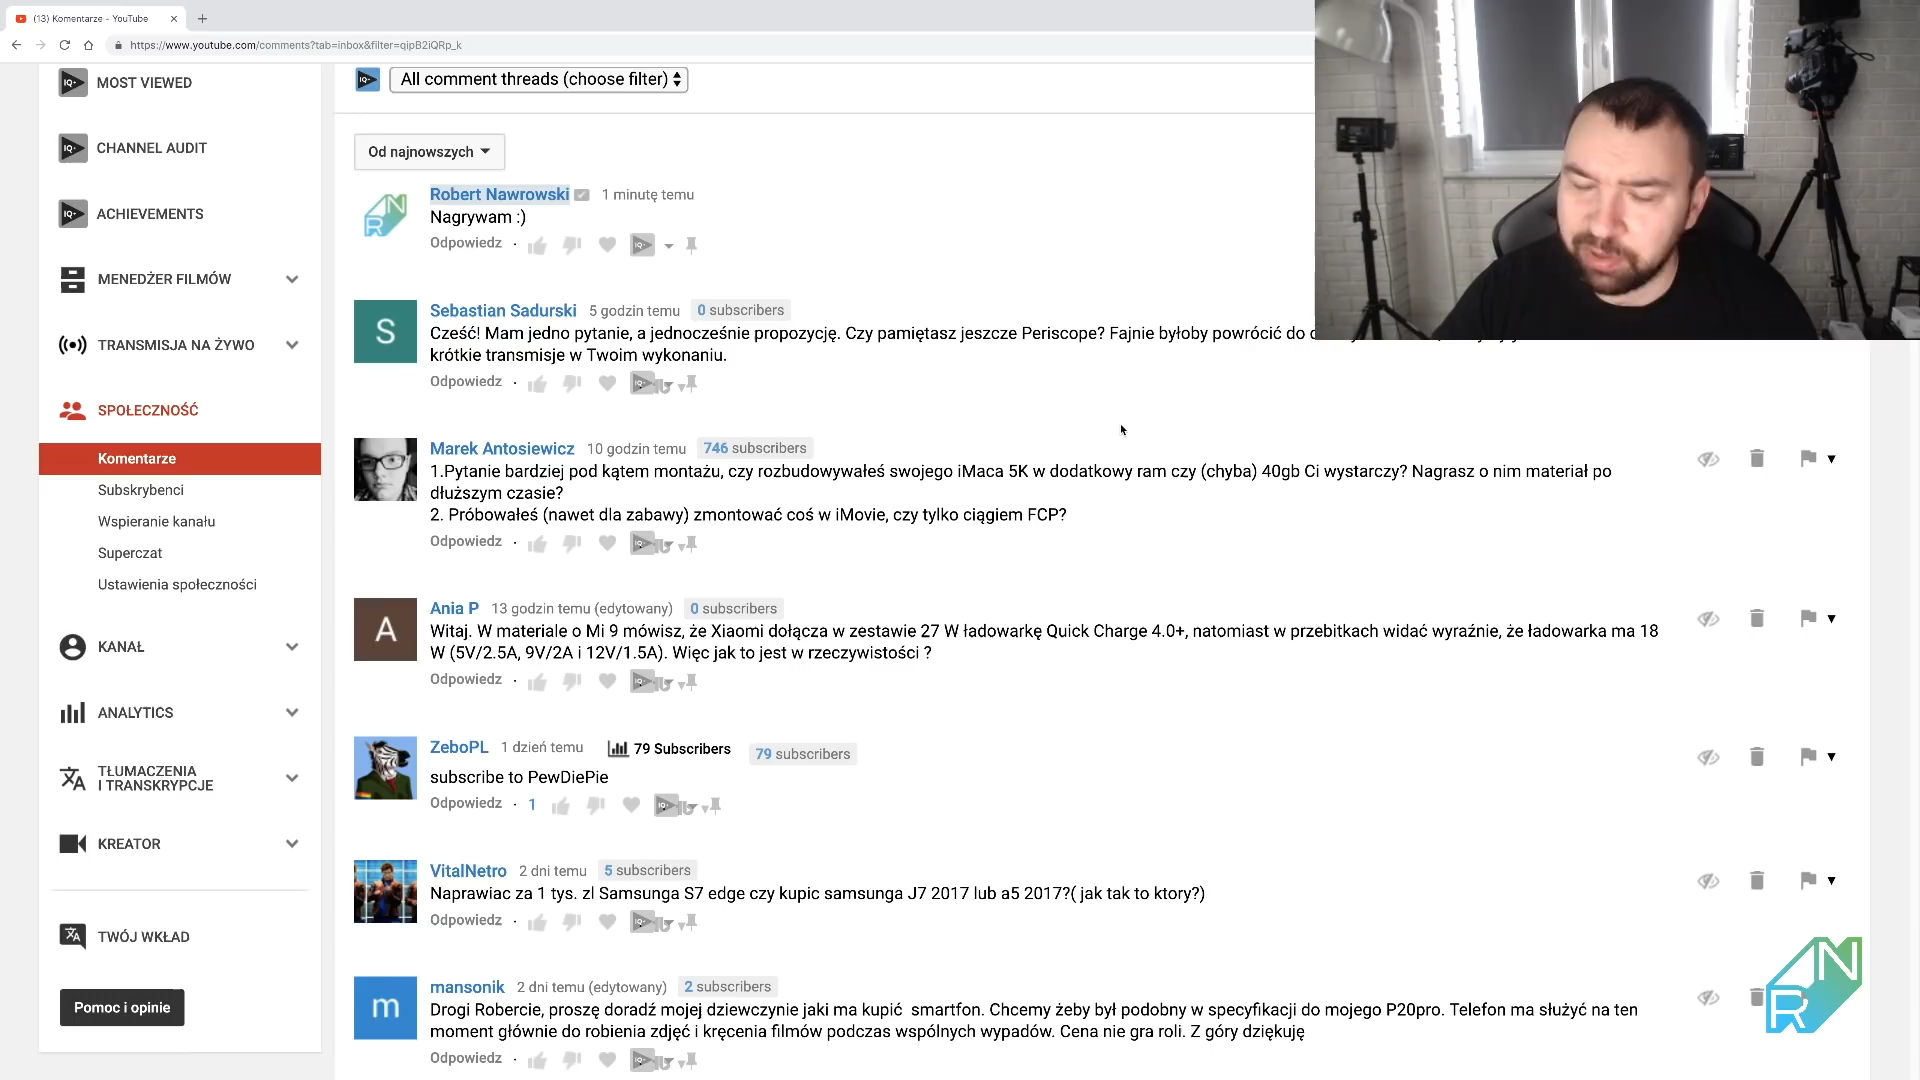 (13) Komentarze - YouTube
https://www.youtube.com/comments?tab=inbox&filter=qipB2iQRp_k
MOST VIEWED
CHANNEL AUDIT
ACHIEVEMENTS
MENEDŻER FILMÓW
TRANSMISJA NA ŻYWO
SPOŁECZNOŚĆ
Komentarze
Subskrybenci
Wspieranie kanału
Superczat
Ustawienia społeczności
KANAŁ
ANALYTICS
TŁUMACZENIA
I TRANSKRYPCJE
KREATOR
TWÓJ WKŁAD
Pomoc i opinie
All comment threads (choose filter)
Od najnowszych
Robert Nawrowski 1 minutę temu
Nagrywam :)
Odpowiedz
Sebastian Sadurski 5 godzin temu 0 subscribers
Cześć! Mam jedno pytanie, a jednocześnie propozycję. Czy pamiętasz jeszcze Periscope? Fajnie byłoby powrócić do
krótkie transmisje w Twoim wykonaniu.
Odpowiedz
Marek Antosiewicz 10 godzin temu 746 subscribers
1.Pytanie bardziej pod kątem montażu, czy rozbudowywałeś swojego iMaca 5K w dodatkowy ram czy (chyba) 40gb Ci wystarczy? Nagrasz o nim materiał po
dłuższym czasie?
2. Próbowałeś (nawet dla zabawy) zmontować coś w iMovie, czy tylko ciągiem FCP?
Odpowiedz
Ania P 13 godzin temu (edytowany) 0 subscribers
Witaj. W materiale o Mi 9 mówisz, że Xiaomi dołącza w zestawie 27 W ładowarkę Quick Charge 4.0+, natomiast w przebitkach widać wyraźnie, że ładowarka ma 18
W (5V/2.5A, 9V/2A i 12V/1.5A). Więc jak to jest w rzeczywistości ?
Odpowiedz
ZeboPL 1 dzień temu 79 Subscribers 79 subscribers
subscribe to PewDiePie
Odpowiedz · 1
VitalNetro 2 dni temu 5 subscribers
Naprawiac za 1 tys. zl Samsunga S7 edge czy kupic samsunga J7 2017 lub a5 2017?( jak tak to ktory?)
Odpowiedz
mansonik 2 dni temu (edytowany) 2 subscribers
Drogi Robercie, proszę doradź mojej dziewczynie jaki ma kupić smartfon. Chcemy żeby był podobny w specyfikacji do mojego P20pro. Telefon ma służyć na ten
moment głównie do robienia zdjęć i kręcenia filmów podczas wspólnych wypadów. Cena nie gra roli. Z góry dziękuję
Odpowiedz